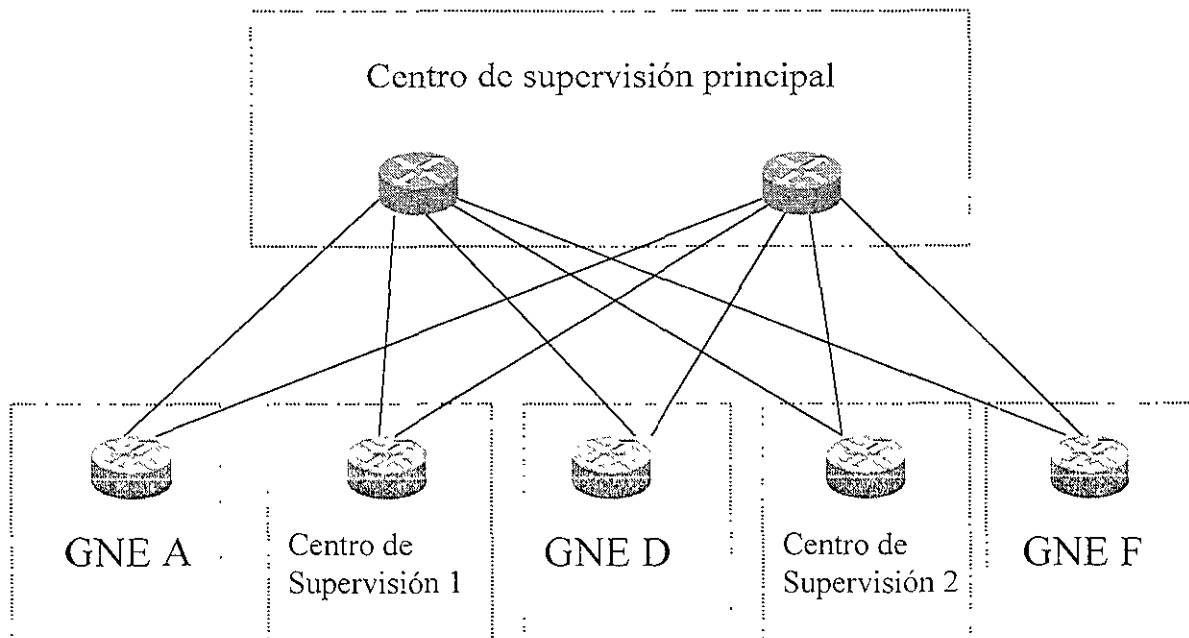 Centro de supervisión principal
GNE A
Centro de
Supervisión 1
GNE D
Centro de
Supervisión 2
GNE F